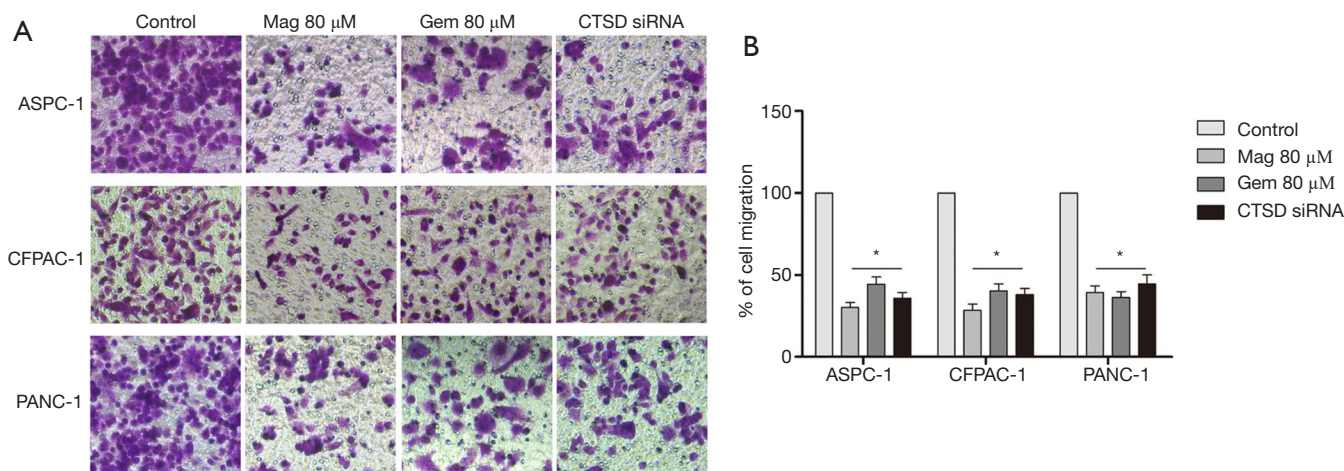 A
Control Mag 80 μM Gem 80 μM CTSD siRNA
ASPC-1
CFPAC-1
PANC-1
B
150
100
50
0
% of cell migration
* * *
ASPC-1 CFPAC-1 PANC-1
Control
Mag 80 μM
Gem 80 μM
CTSD siRNA